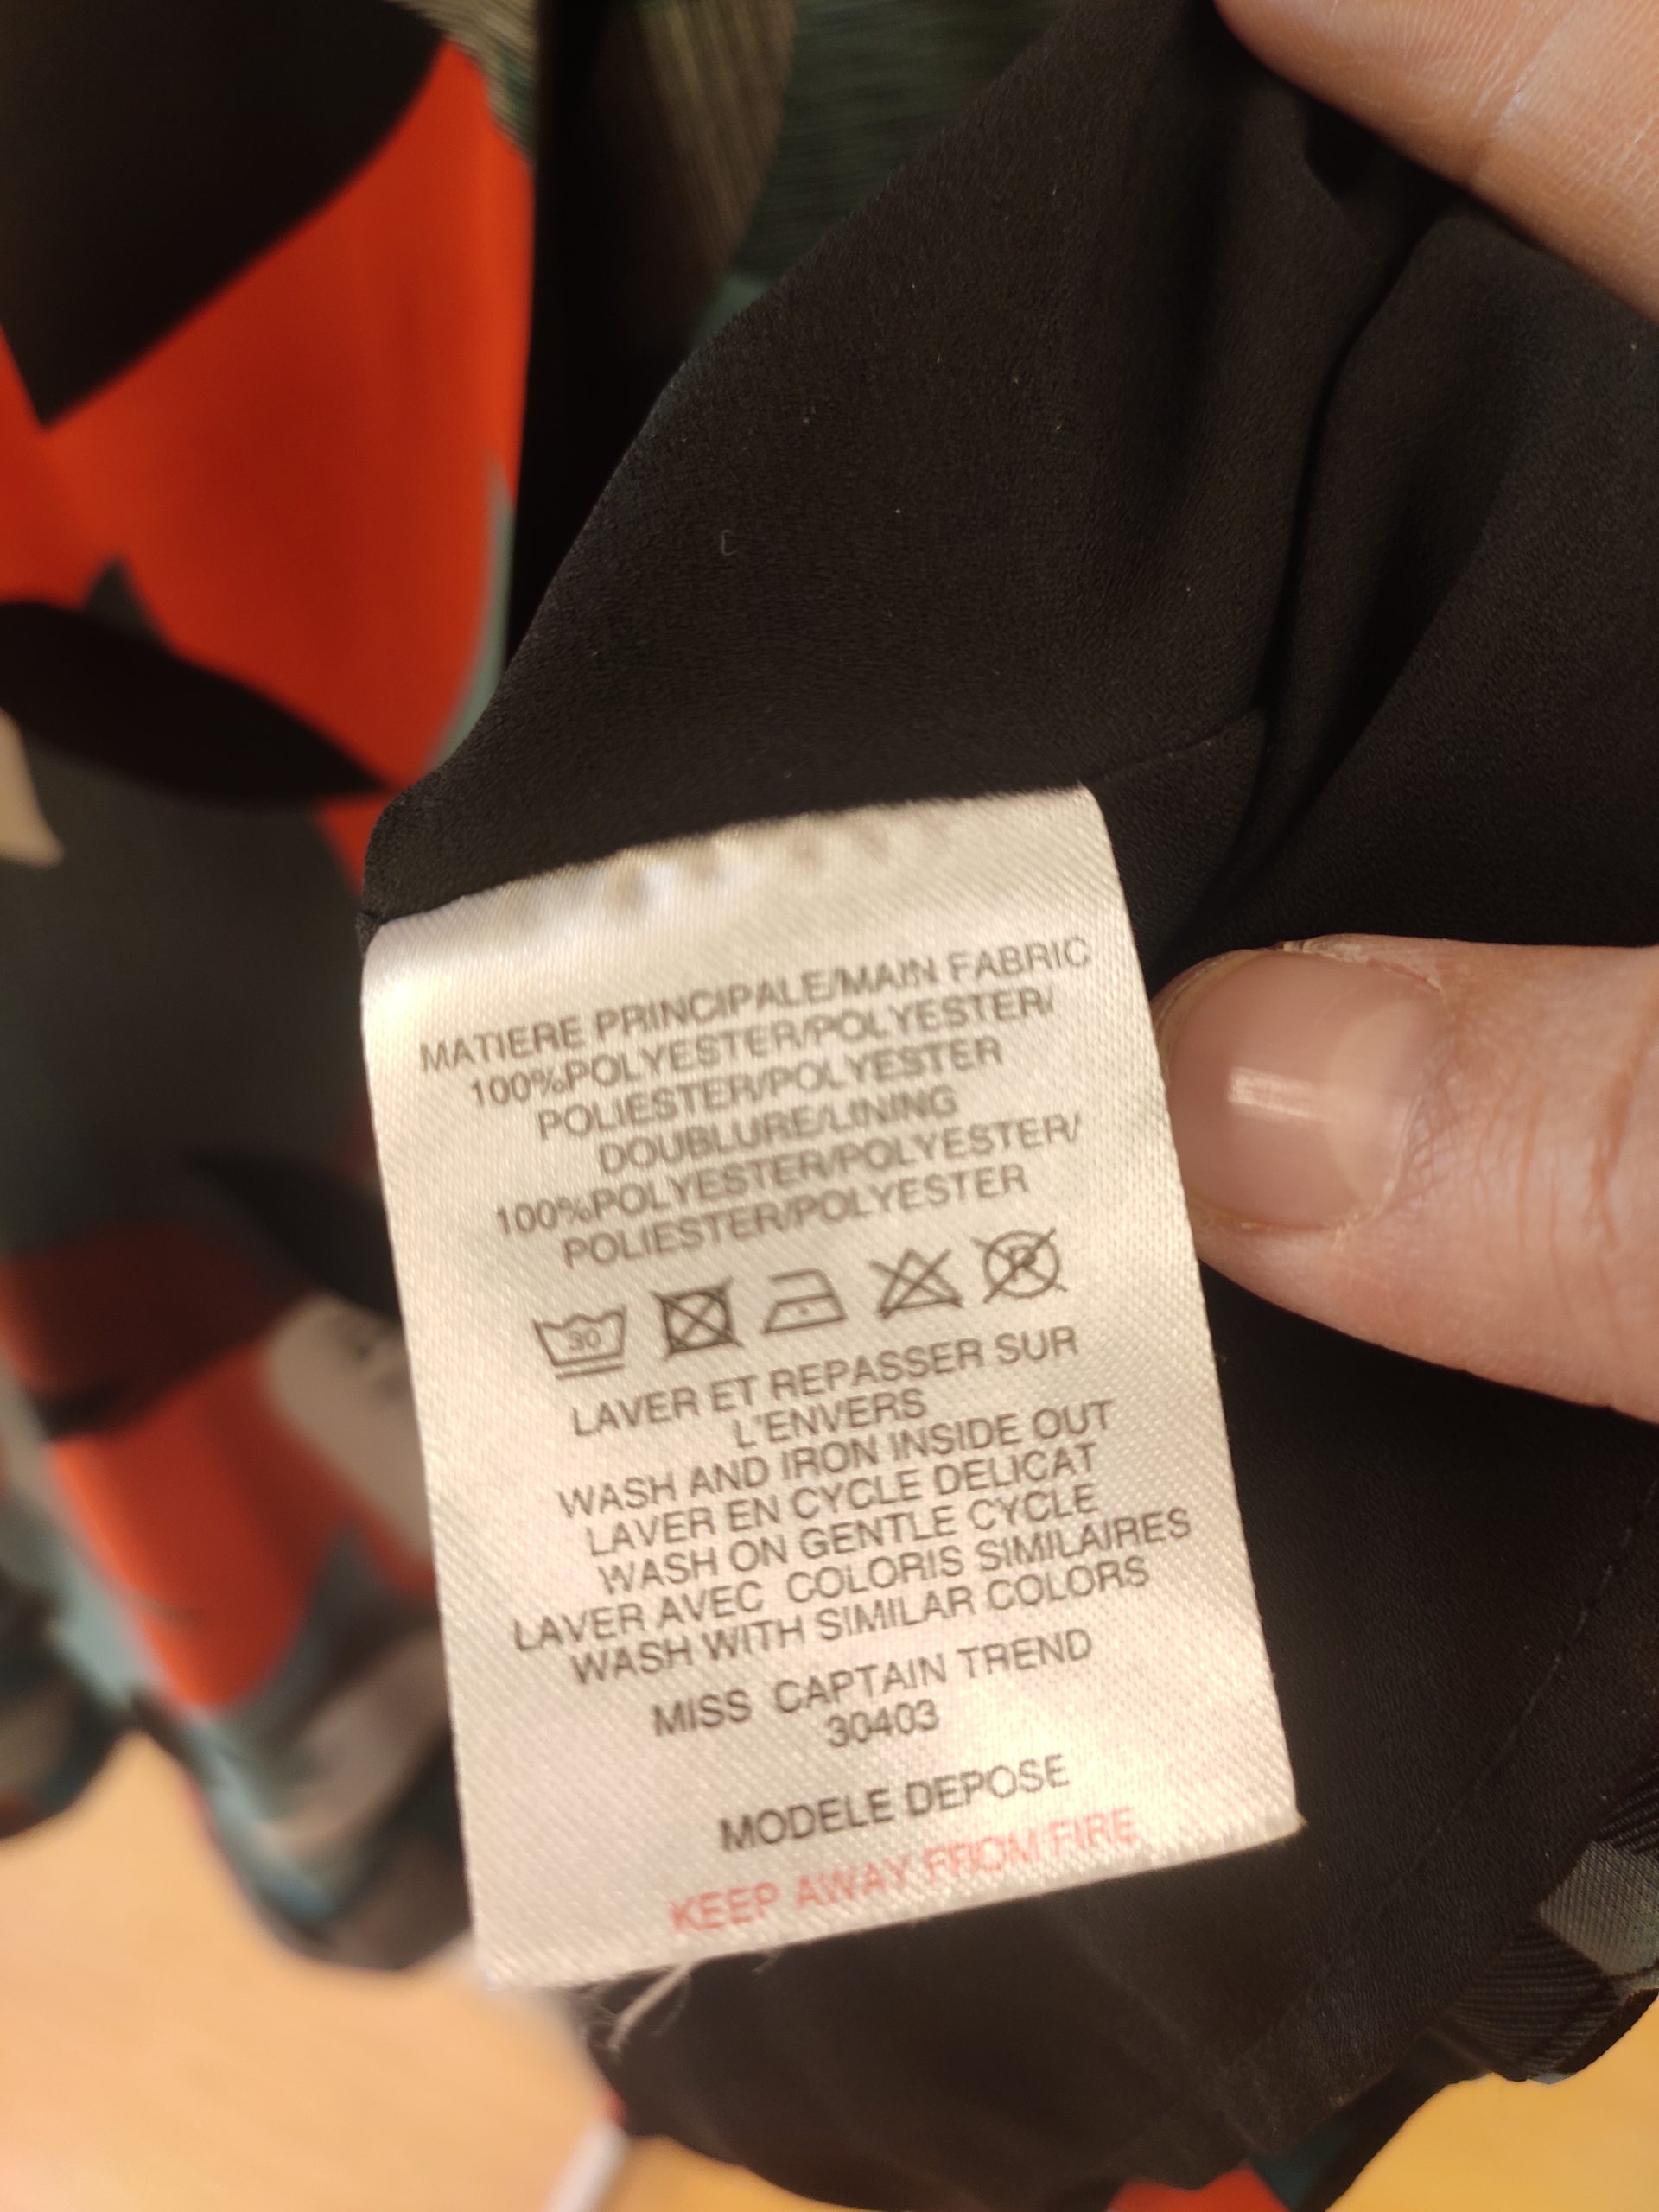 MATIERE PRINCIPALE/MAIN FABRIC
100%POLYESTER/POLYESTER/
POLIESTER/POLYESTER
DOUBLURE/LINING
100%POLYESTER/POLYESTER/
POLIESTER/POLYESTER
30 P
LAVER ET REPASSER SUR
L'ENVERS
WASH AND IRON INSIDE OUT
LAVER EN CYCLE DELICAT
WASH ON GENTLE CYCLE
LAVER AVEC COLORIS SIMILAIRES
WASH WITH SIMILAR COLORS
MISS CAPTAIN TREND
30403
MODELE DEPOSE
KEEP AWAY FROM FIRE